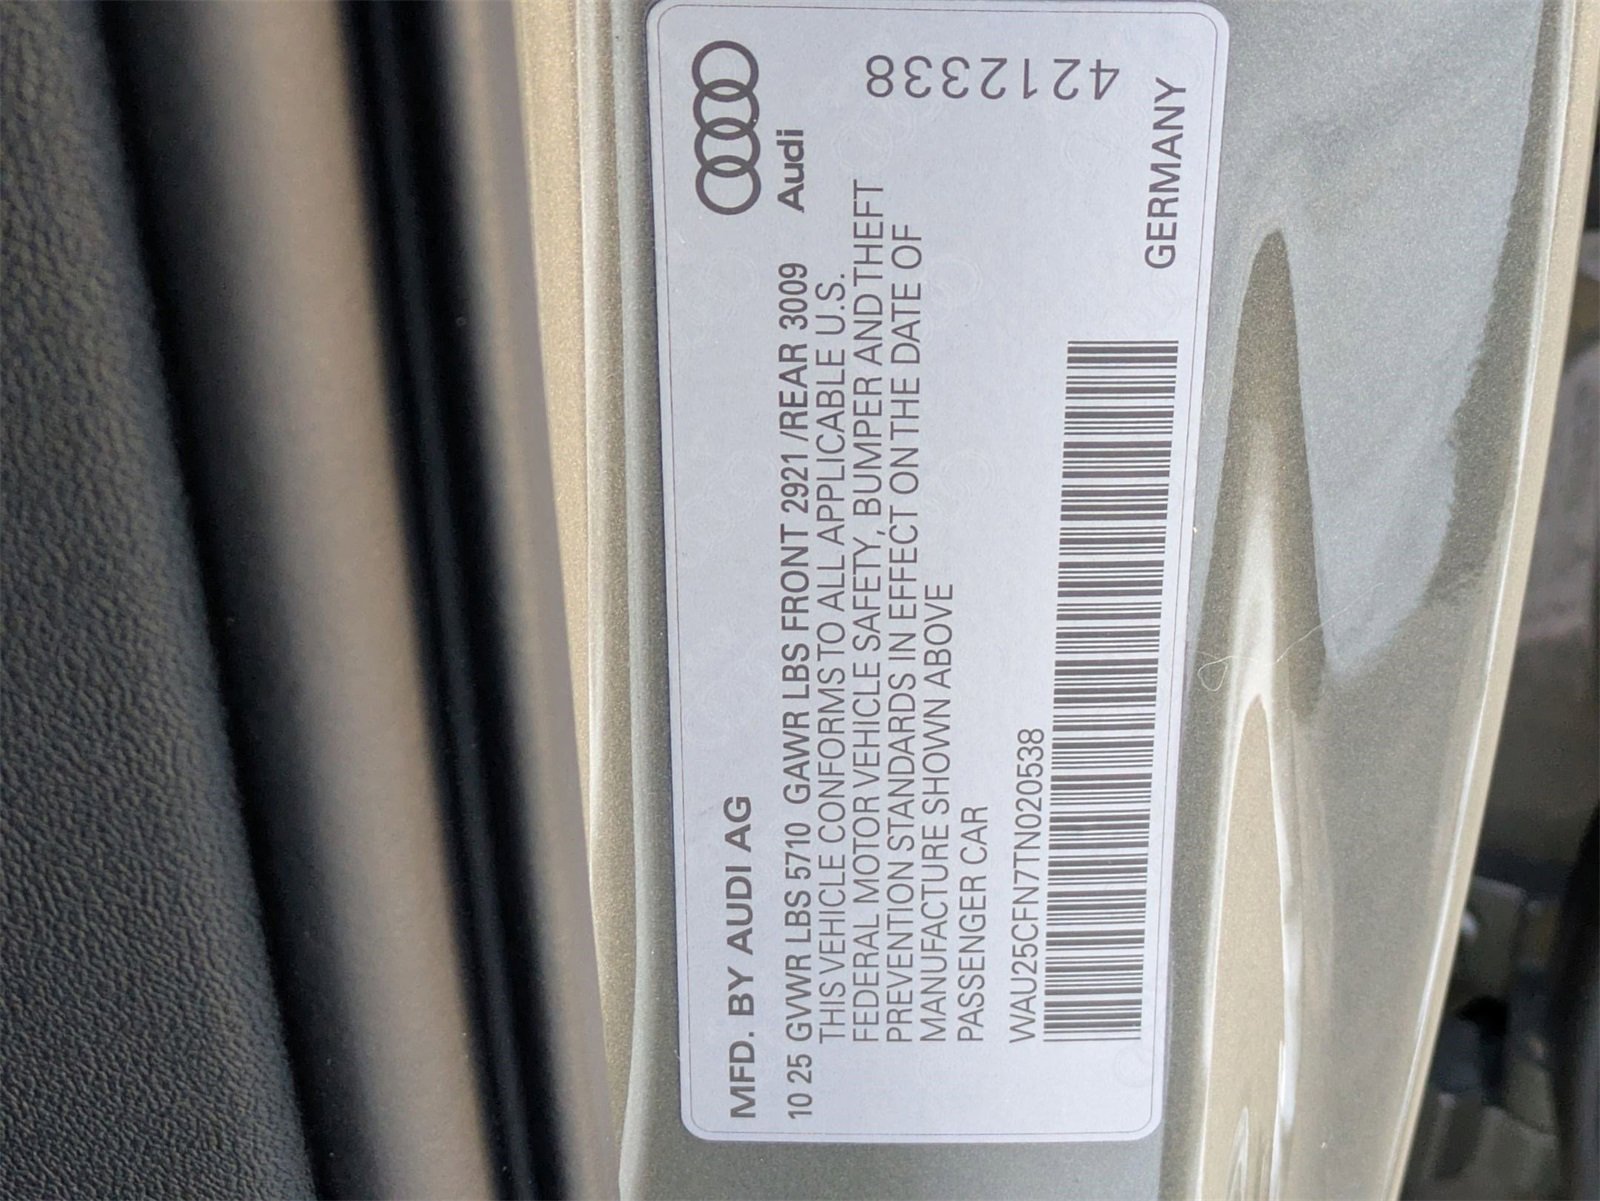 MFD. BY AUDI AG
Audi
10 25 GVWR LBS 5710 GAWR LBS FRONT 2921 /REAR 3009
THIS VEHICLE CONFORMS TO ALL APPLICABLE U.S.
FEDERAL MOTOR VEHICLE SAFETY, BUMPER AND THEFT
PREVENTION STANDARDS IN EFFECT ON THE DATE OF
MANUFACTURE SHOWN ABOVE
PASSENGER CAR
4212338
WAU25CFN7TN020538
GERMANY